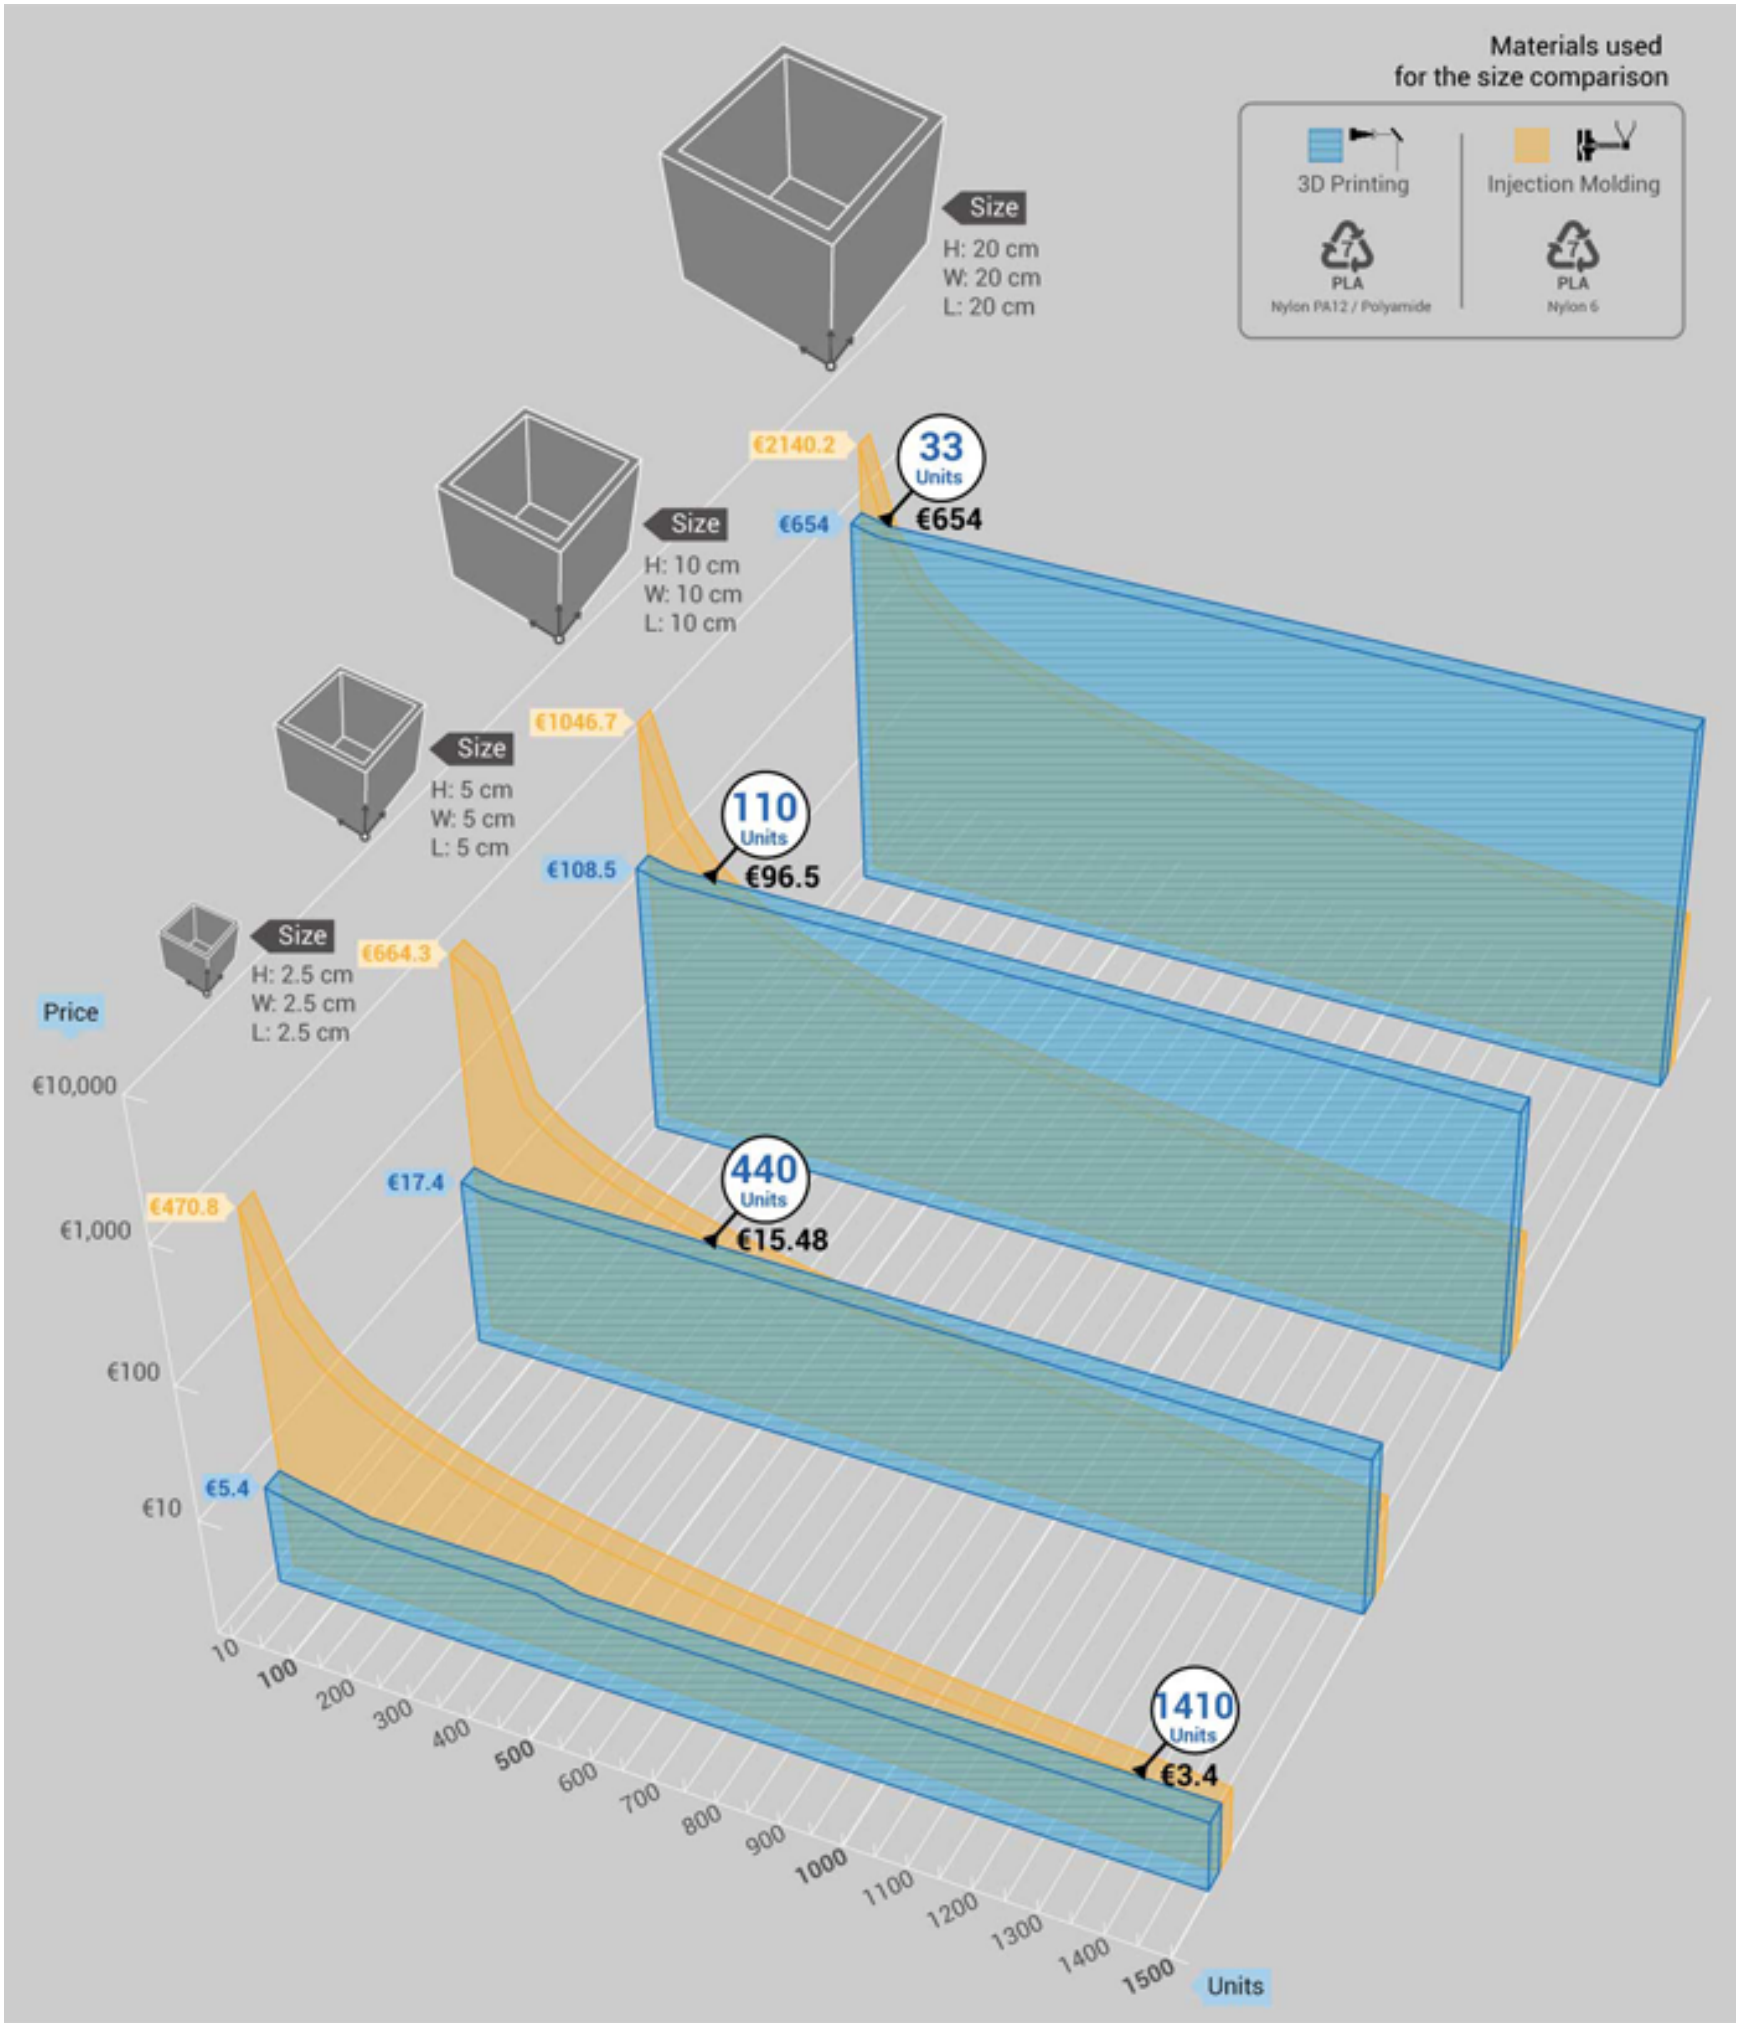 Materials used
for the size comparison
3D Printing
Injection Molding
7
PLA
Nylon PA12 / Polyamide
7
PLA
Nylon 6
Size
H: 20 cm
W: 20 cm
L: 20 cm
€2140.2
33
Units
€654
€654
Size
H: 10 cm
W: 10 cm
L: 10 cm
€1046.7
110
Units
€96.5
€108.5
Size
H: 5 cm
W: 5 cm
L: 5 cm
€664.3
440
Units
€15.48
€17.4
Size
H: 2.5 cm
W: 2.5 cm
L: 2.5 cm
€470.8
€5.4
1410
Units
€3.4
Price
€10,000
€1,000
€100
€10
10
100
200
300
400
500
600
700
800
900
1000
1100
1200
1300
1400
1500
Units